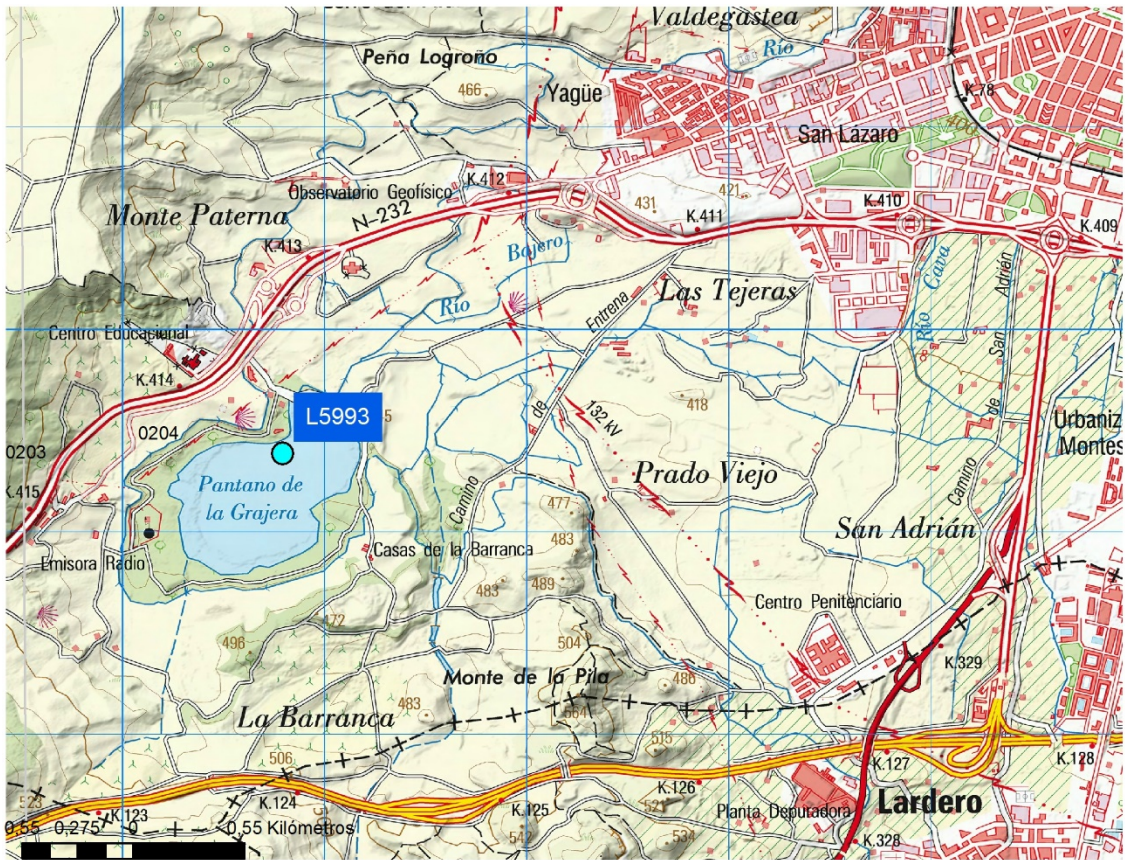 Valdegastea
Río
Peña Logroño
466
Yagüe
K.78
400
San Lázaro
K.412
Observatorio Geofísico
421
431
K.411
K.410
K.409
Monte Paterna
N-232
K.413
Bojero
Río
Las Tejeras
Entrena
de
Camino
Río Cava
Camino de San Adrián
Centro Educacional
K.414
L5993
418
132 kV
Urbaniz
Montes
0204
0203
K.415
Pantano de
la Grajera
Prado Viejo
477
483
San Adrián
Emisora Radio
Casas de la Barranca
483
489
Centro Penitenciario
472
496
504
K.329
Monte de la Pila
486
483
564
La Barranca
515
506
K.127
K.128
K.126
K.124
K.125
K.123
523
521
Planta Depuradora
Lardero
0,55 0,275 0 0,55 Kilómetros
542
534
K.328